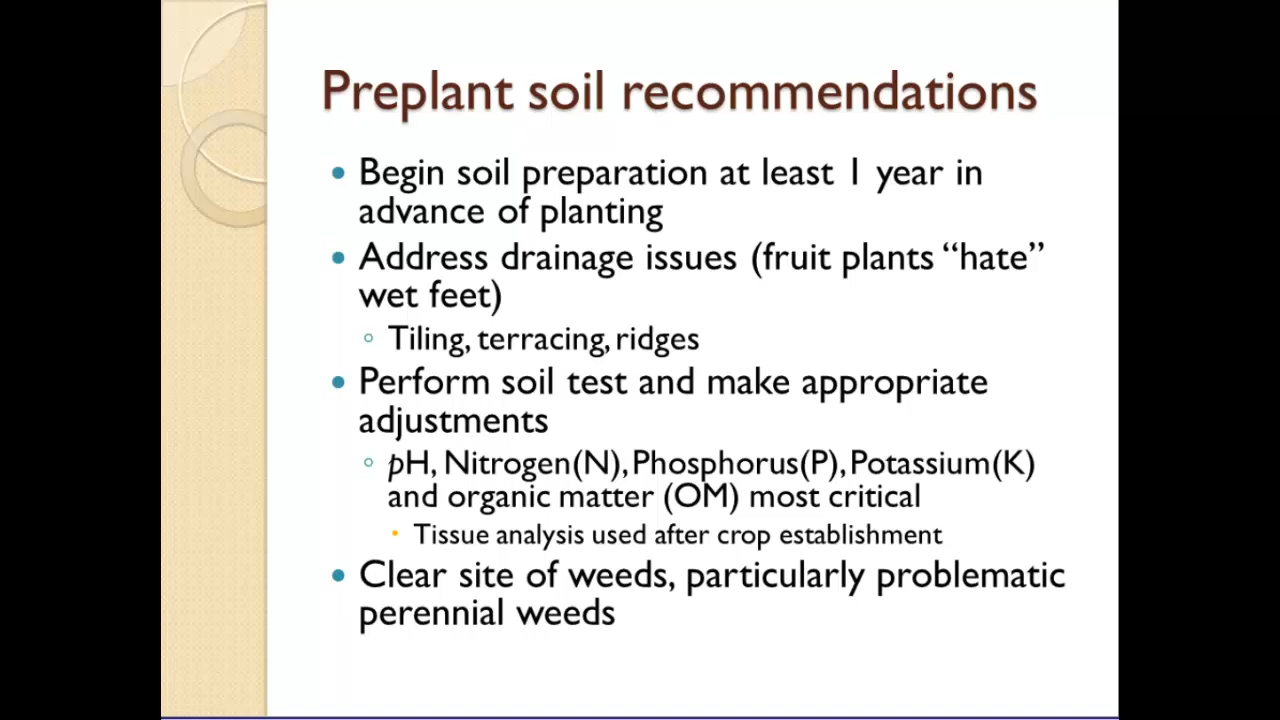 Preplant soil recommendations
• Begin soil preparation at least 1 year in
advance of planting
• Address drainage issues (fruit plants “hate”
wet feet)
◦ Tiling, terracing, ridges
• Perform soil test and make appropriate
adjustments
◦ pH, Nitrogen(N), Phosphorus(P), Potassium(K)
and organic matter (OM) most critical
▪ Tissue analysis used after crop establishment
• Clear site of weeds, particularly problematic
perennial weeds